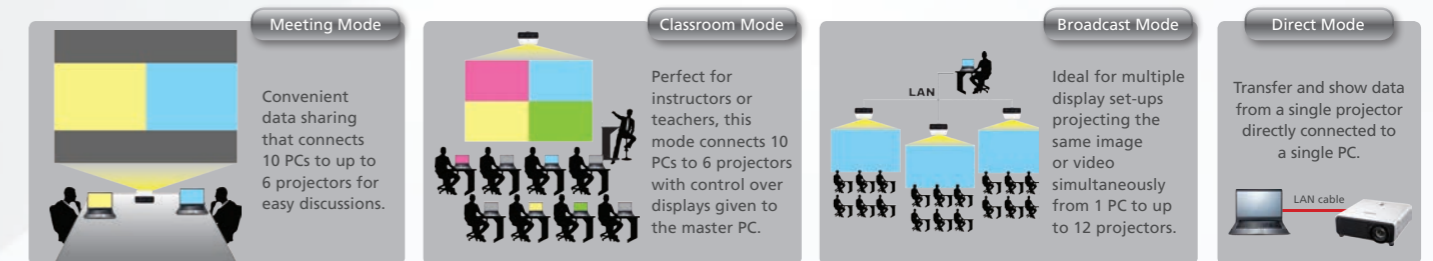 Meeting Mode
Convenient
data sharing
that connects
10 PCs to up to
6 projectors for
easy discussions.
Classroom Mode
Perfect for
instructors or
teachers, this
mode connects 10
PCs to 6 projectors
with control over
displays given to
the master PC.
Broadcast Mode
LAN
Ideal for multiple
display set-ups
projecting the
same image
or video
simultaneously
from 1 PC to up
to 12 projectors.
Direct Mode
Transfer and show data
from a single projector
directly connected to
a single PC.
LAN cable